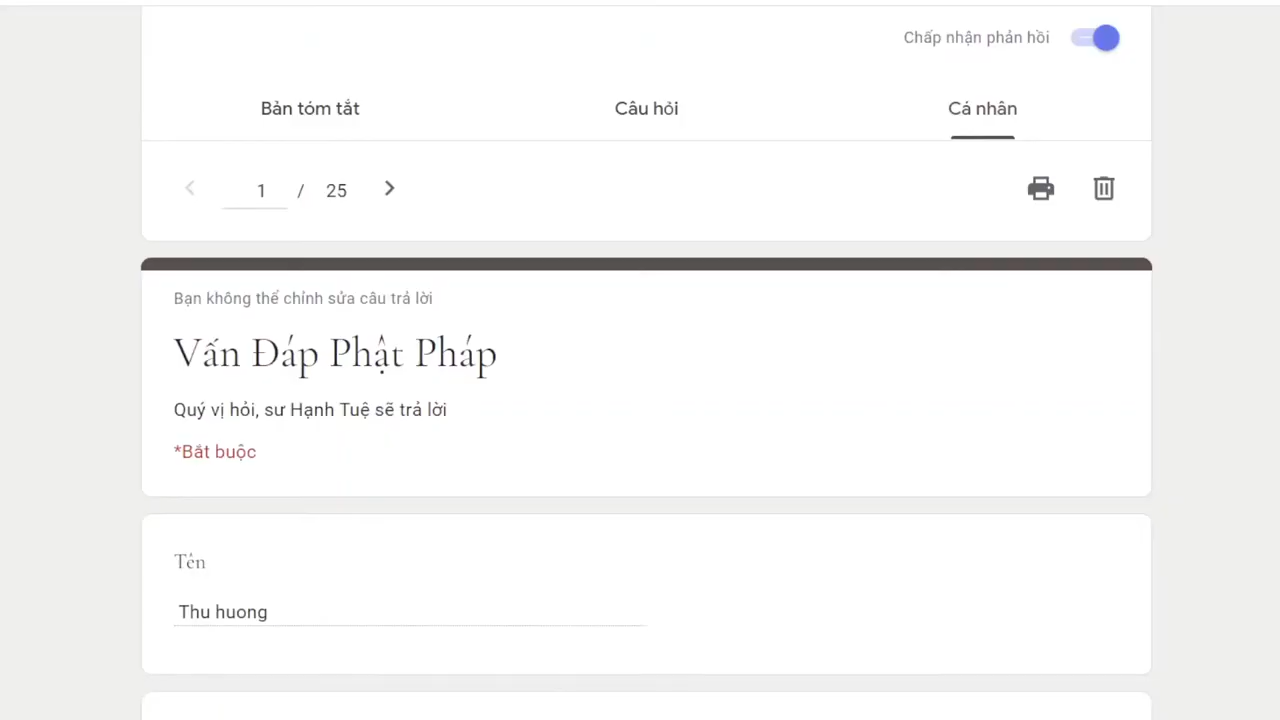 Chấp nhận phản hồi
Bản tóm tắt Câu hỏi Cá nhân
1 / 25
Bạn không thể chỉnh sửa câu trả lời
Vấn Đáp Phật Pháp
Quý vị hỏi, sư Hạnh Tuệ sẽ trả lời
*Bắt buộc
Tên
Thu huong